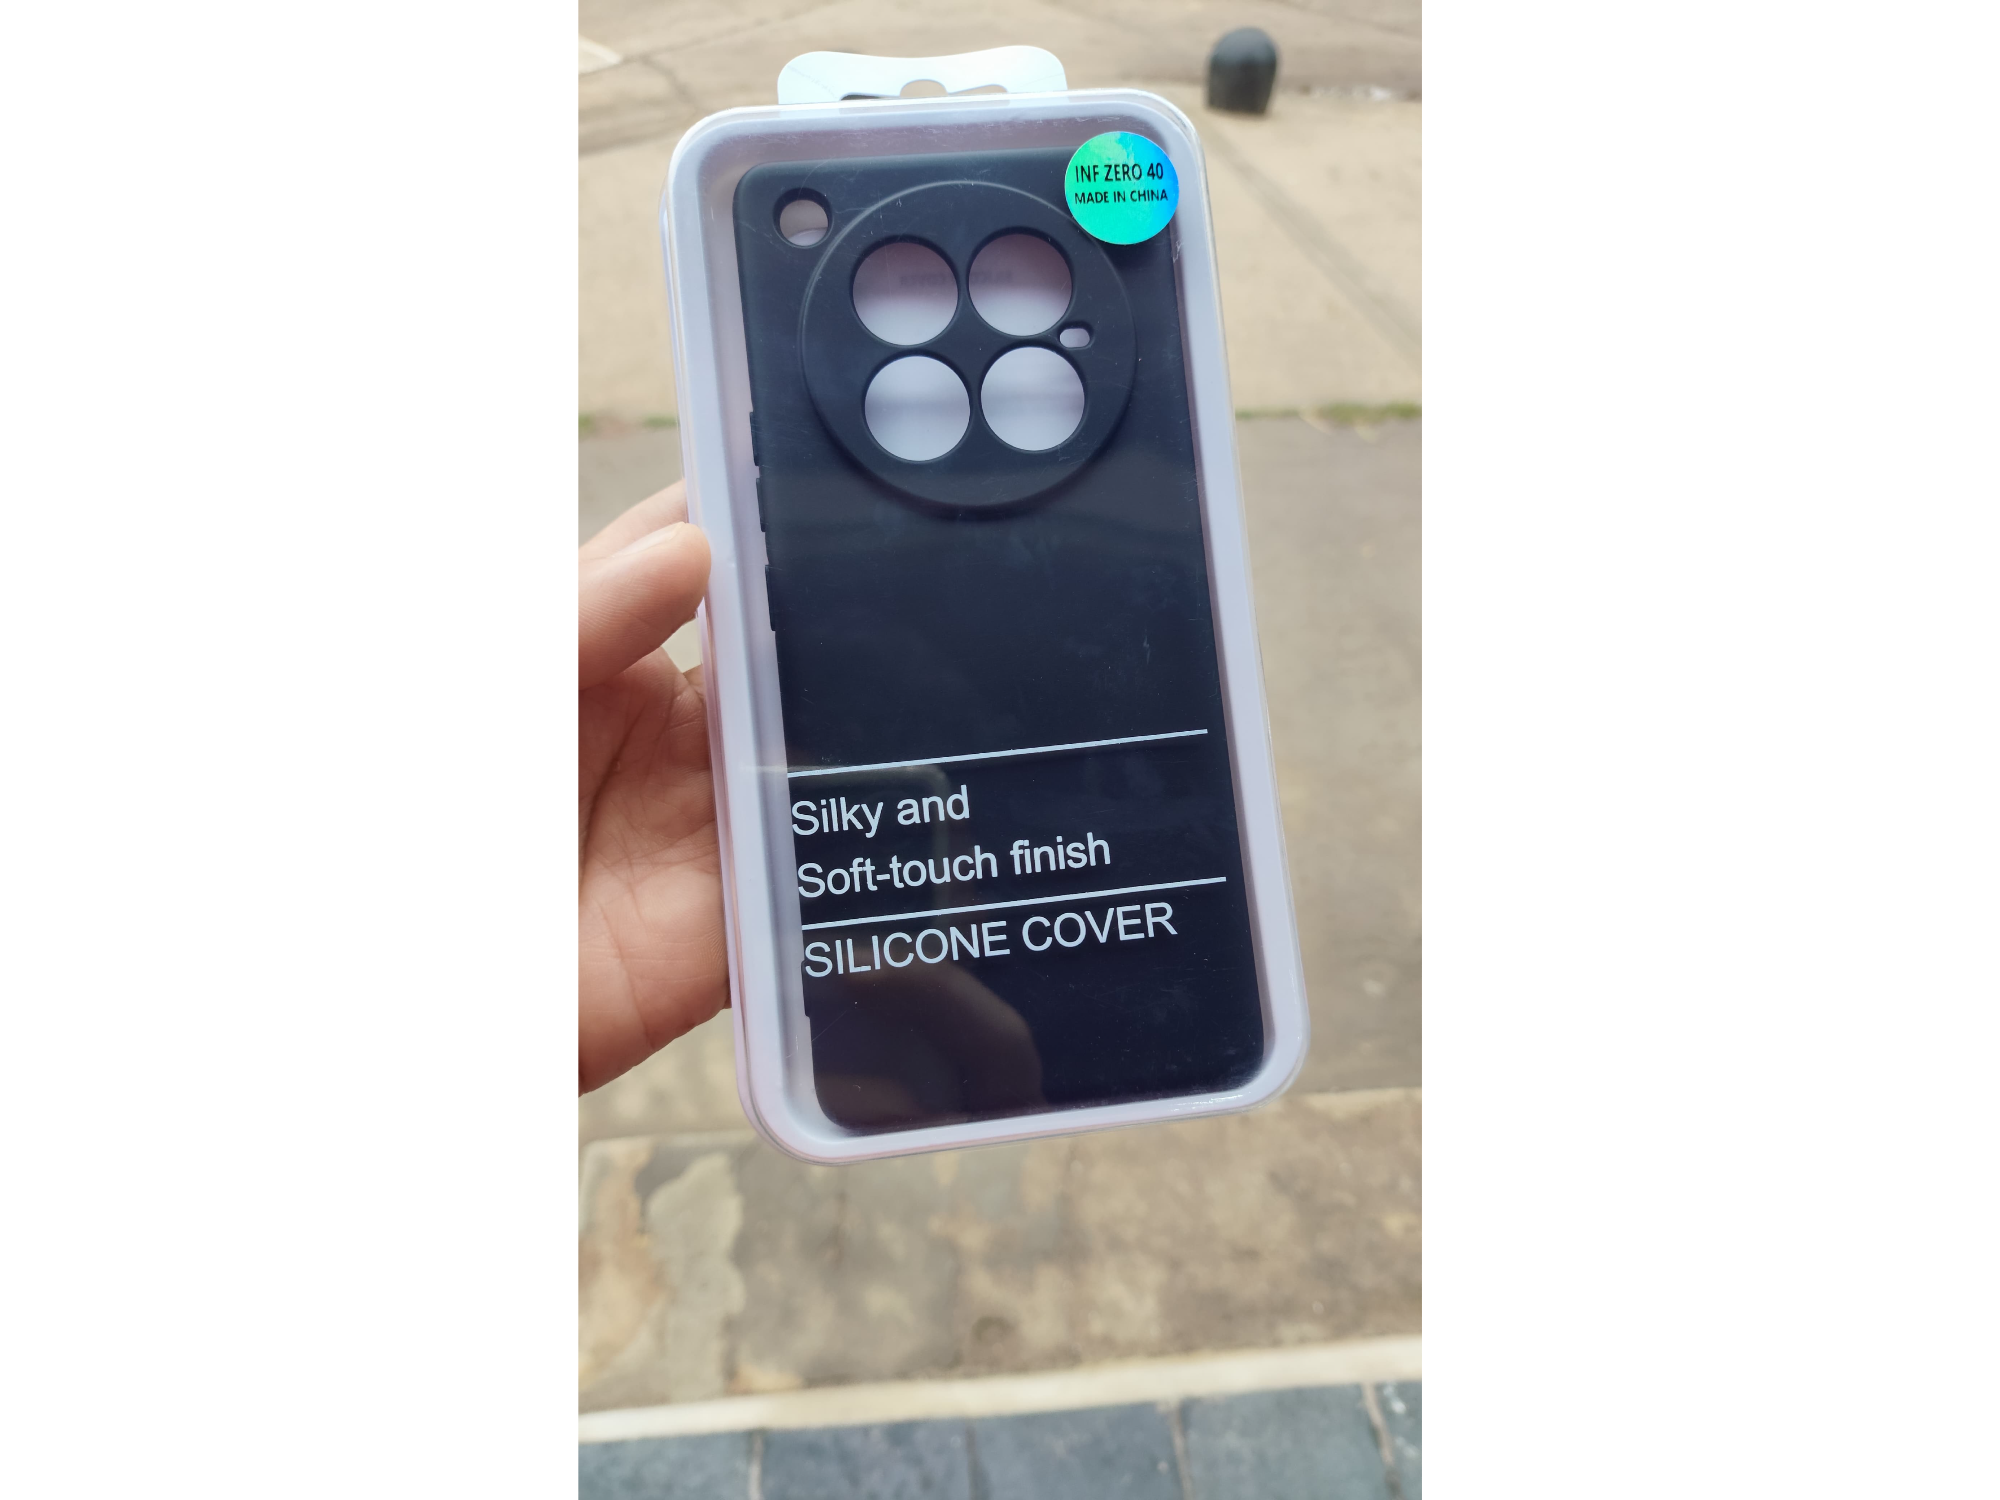 INF ZERO 40
MADE IN CHINA
Silky and
Soft-touch finish
SILICONE COVER